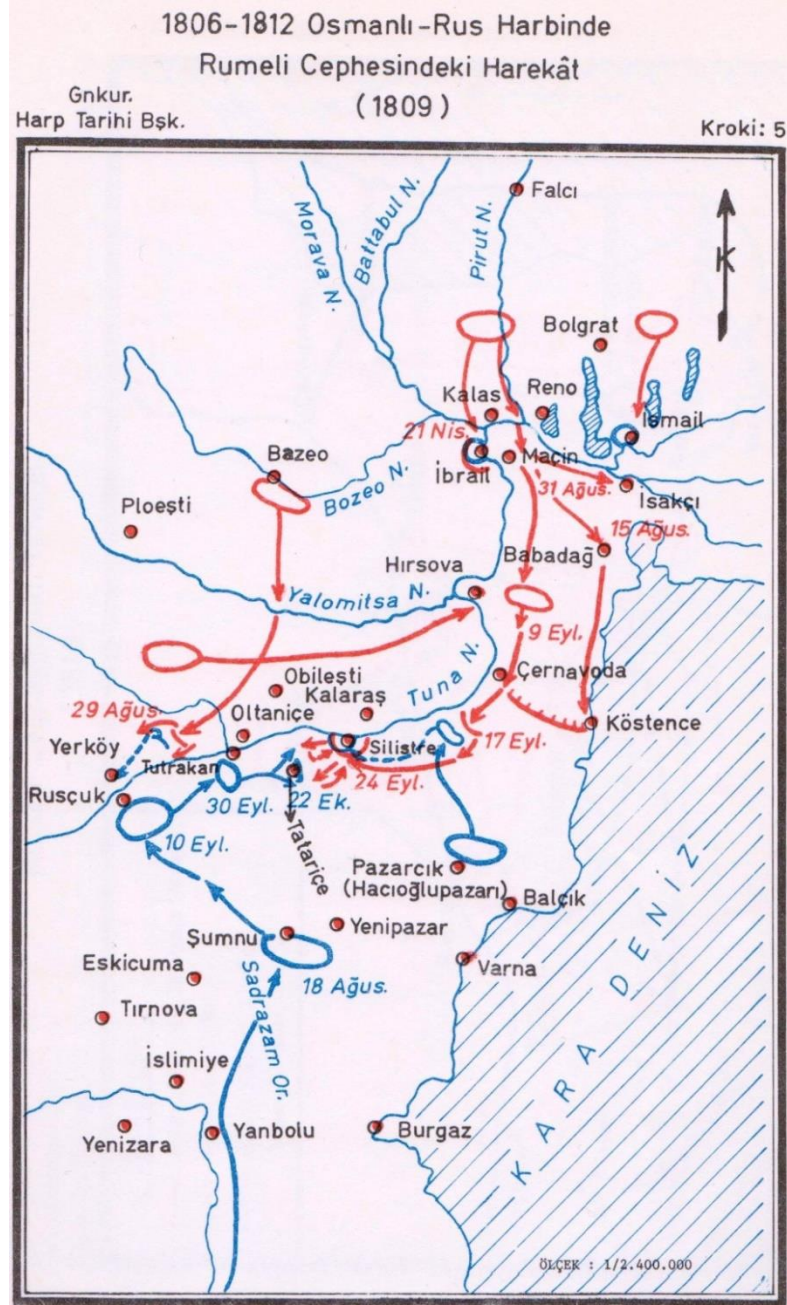 1806-1812 Osmanlı-Rus Harbinde
Rumeli Cephesindeki Harekât
(1809)
Gnkur.
Harp Tarihi Bşk.
Kroki: 5
Falcı
Morava N.
Battabul N.
Pirut N.
K
Bolgrat
Kalas
Reno
İsmail
21 Nis.
Maçin
İbrail
Bazeo
Bozeo N.
31 Ağus.
İsakçı
Ploeşti
15 Ağus.
Babadağ
Hırsova
Yalomitsa N.
9 Eyl.
Obileşti
Kalaraş
Tuna N.
Çernavoda
29 Ağus.
Oltaniçe
Köstence
Yerköy
Tutrakan
Silistre
17 Eyl.
Rusçuk
30 Eyl.
22 Ek.
24 Eyl.
10 Eyl.
Tatariçe
Pazarcık
(Hacıoğlupazarı)
Balçık
Şumnu
Yenipazar
Eskicuma
Varna
18 Ağus.
Sadrazam Or.
Tırnova
İslimiye
Yenizara
Yanbolu
Burgaz
KARA DENİZ
ÖLÇEK : 1/2.400.000